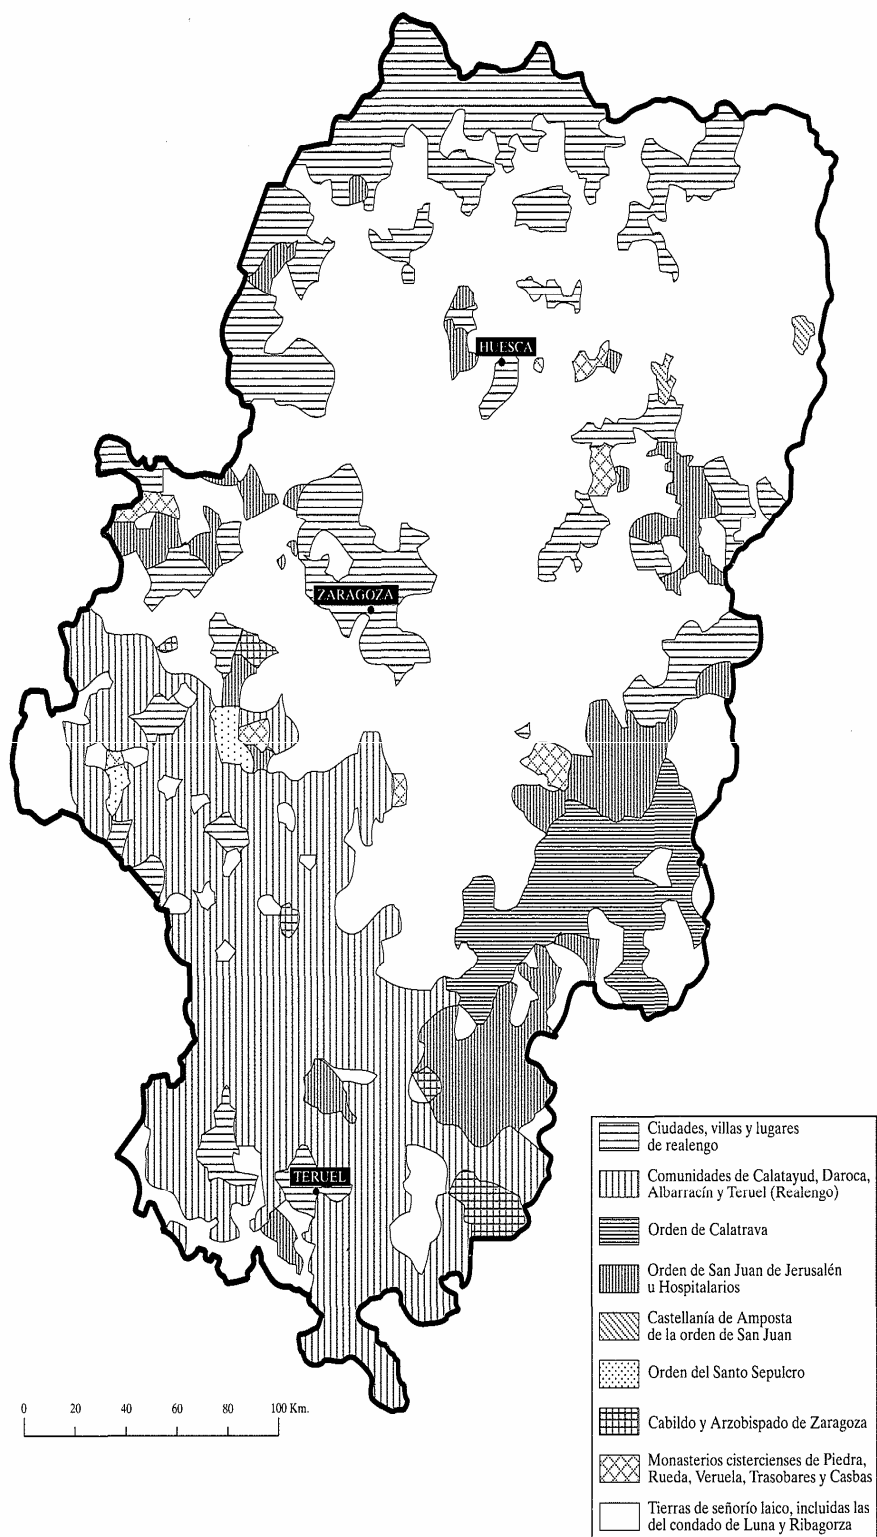 HUESCA
ZARAGOZA
TERUEL
0 20 40 60 80 100 Km.
Ciudades, villas y lugares
de realengo
Comunidades de Calatayud, Daroca,
Albarracín y Teruel (Realengo)
Orden de Calatrava
Orden de San Juan de Jerusalén
u Hospitalarios
Castellanía de Amposta
de la orden de San Juan
Orden del Santo Sepulcro
Cabildo y Arzobispado de Zaragoza
Monasterios cistercienses de Piedra,
Rueda, Veruela, Trasobares y Casbas
Tierras de señorío laico, incluidas las
del condado de Luna y Ribagorza